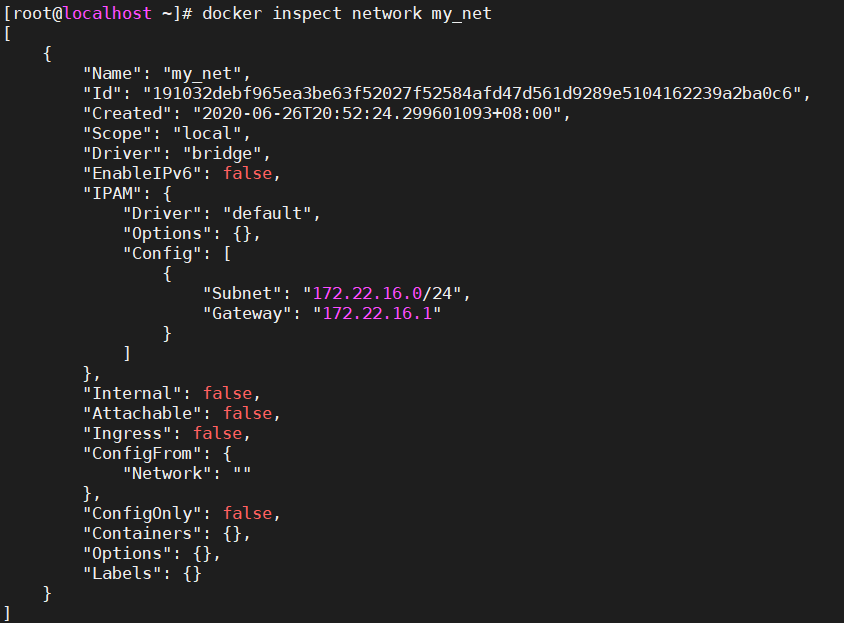 [root@localhost ~]# docker inspect network my_net
[
    {
        "Name": "my_net",
        "Id": "191032debf965ea3be63f52027f52584afd47d561d9289e5104162239a2ba0c6",
        "Created": "2020-06-26T20:52:24.299601093+08:00",
        "Scope": "local",
        "Driver": "bridge",
        "EnableIPv6": false,
        "IPAM": {
            "Driver": "default",
            "Options": {},
            "Config": [
                {
                    "Subnet": "172.22.16.0/24",
                    "Gateway": "172.22.16.1"
                }
            ]
        },
        "Internal": false,
        "Attachable": false,
        "Ingress": false,
        "ConfigFrom": {
            "Network": ""
        },
        "ConfigOnly": false,
        "Containers": {},
        "Options": {},
        "Labels": {}
    }
]